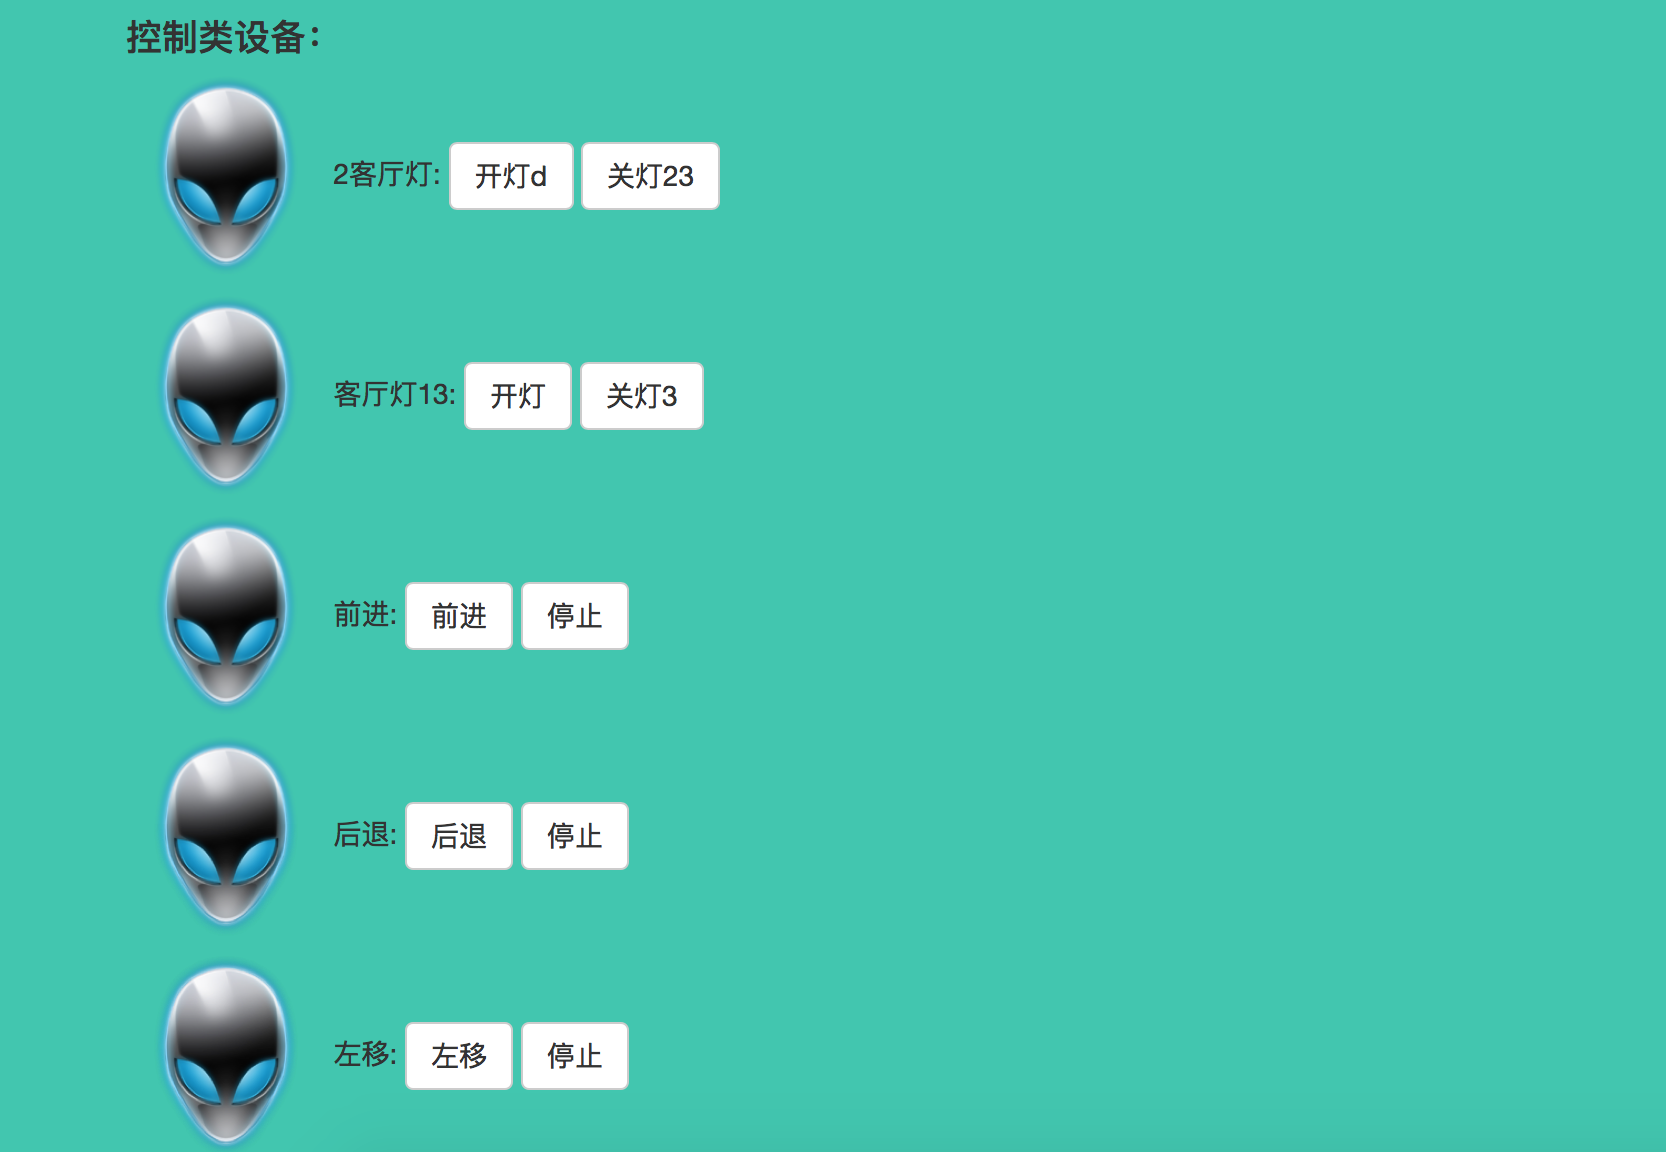 控制类设备：
2客厅灯: 开灯d 关灯23
客厅灯13: 开灯 关灯3
前进: 前进 停止
后退: 后退 停止
左移: 左移 停止